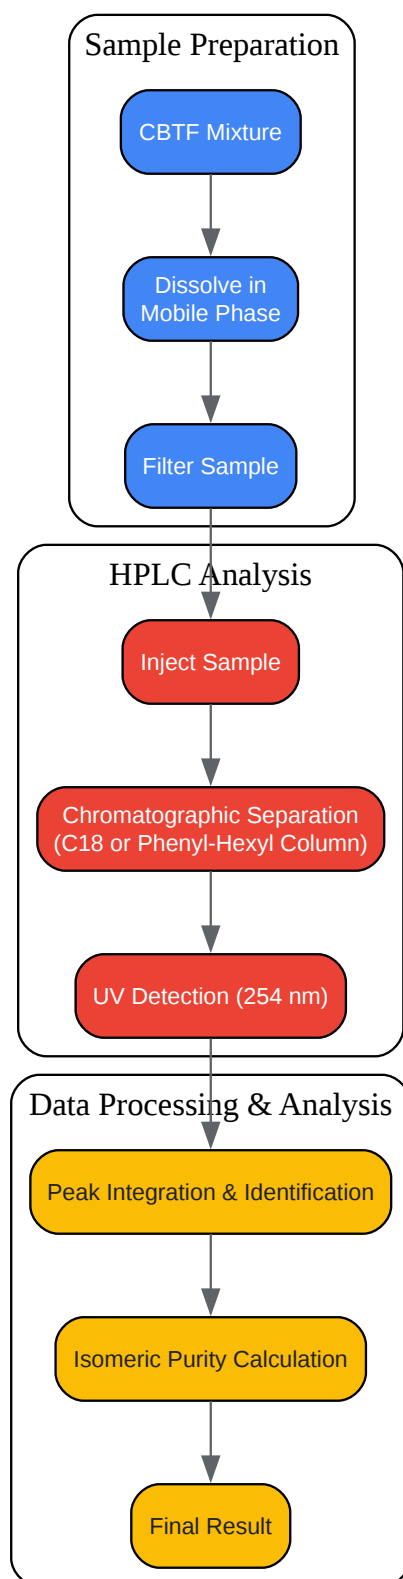 Sample Preparation
CBTF Mixture
Dissolve in
Mobile Phase
Filter Sample
HPLC Analysis
Inject Sample
Chromatographic Separation
(C18 or Phenyl-Hexyl Column)
UV Detection (254 nm)
Data Processing & Analysis
Peak Integration & Identification
Isomeric Purity Calculation
Final Result